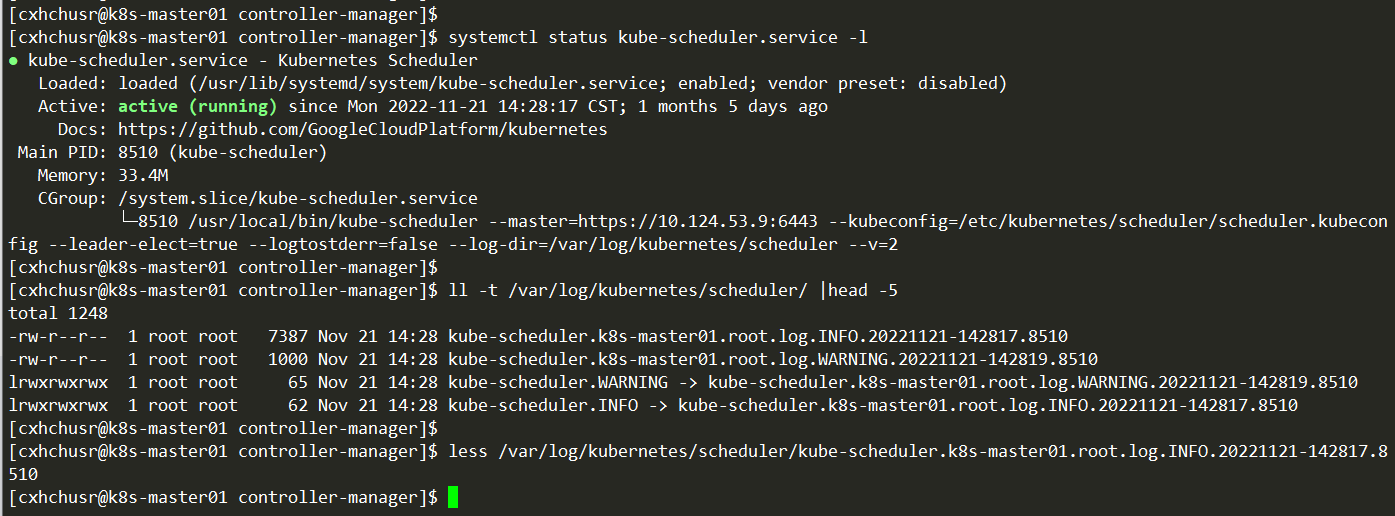 [cxhchusr@k8s-master01 controller-manager]$
[cxhchusr@k8s-master01 controller-manager]$ systemctl status kube-scheduler.service -l
● kube-scheduler.service - Kubernetes Scheduler
   Loaded: loaded (/usr/lib/systemd/system/kube-scheduler.service; enabled; vendor preset: disabled)
   Active: active (running) since Mon 2022-11-21 14:28:17 CST; 1 months 5 days ago
     Docs: https://github.com/GoogleCloudPlatform/kubernetes
 Main PID: 8510 (kube-scheduler)
   Memory: 33.4M
   CGroup: /system.slice/kube-scheduler.service
           └─8510 /usr/local/bin/kube-scheduler --master=https://10.124.53.9:6443 --kubeconfig=/etc/kubernetes/scheduler/scheduler.kubecon
fig --leader-elect=true --logtostderr=false --log-dir=/var/log/kubernetes/scheduler --v=2
[cxhchusr@k8s-master01 controller-manager]$
[cxhchusr@k8s-master01 controller-manager]$ ll -t /var/log/kubernetes/scheduler/ |head -5
total 1248
-rw-r--r--  1 root root   7387 Nov 21 14:28 kube-scheduler.k8s-master01.root.log.INFO.20221121-142817.8510
-rw-r--r--  1 root root   1000 Nov 21 14:28 kube-scheduler.k8s-master01.root.log.WARNING.20221121-142819.8510
lrwxrwxrwx  1 root root     65 Nov 21 14:28 kube-scheduler.WARNING -> kube-scheduler.k8s-master01.root.log.WARNING.20221121-142819.8510
lrwxrwxrwx  1 root root     62 Nov 21 14:28 kube-scheduler.INFO -> kube-scheduler.k8s-master01.root.log.INFO.20221121-142817.8510
[cxhchusr@k8s-master01 controller-manager]$
[cxhchusr@k8s-master01 controller-manager]$ less /var/log/kubernetes/scheduler/kube-scheduler.k8s-master01.root.log.INFO.20221121-142817.8
510
[cxhchusr@k8s-master01 controller-manager]$